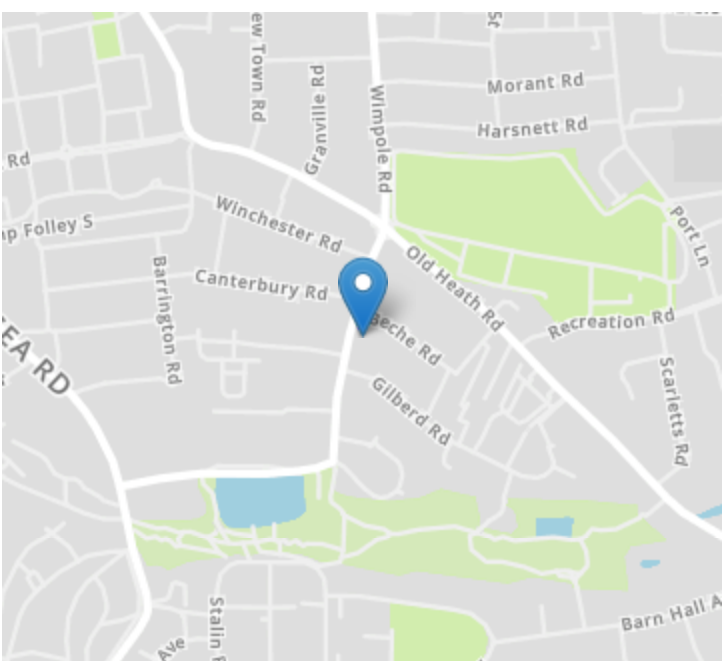 St
ew Town Rd
Granville Rd
Wimpole Rd
Morant Rd
Harsnett Rd
Rd
Winchester Rd
p Folley S
Port Ln
Canterbury Rd
Old Heath Rd
Barrington Rd
Beche Rd
Recreation Rd
EA RD
Gilberd Rd
Scarletts Rd
Stalin
Barn Hall A
Ave